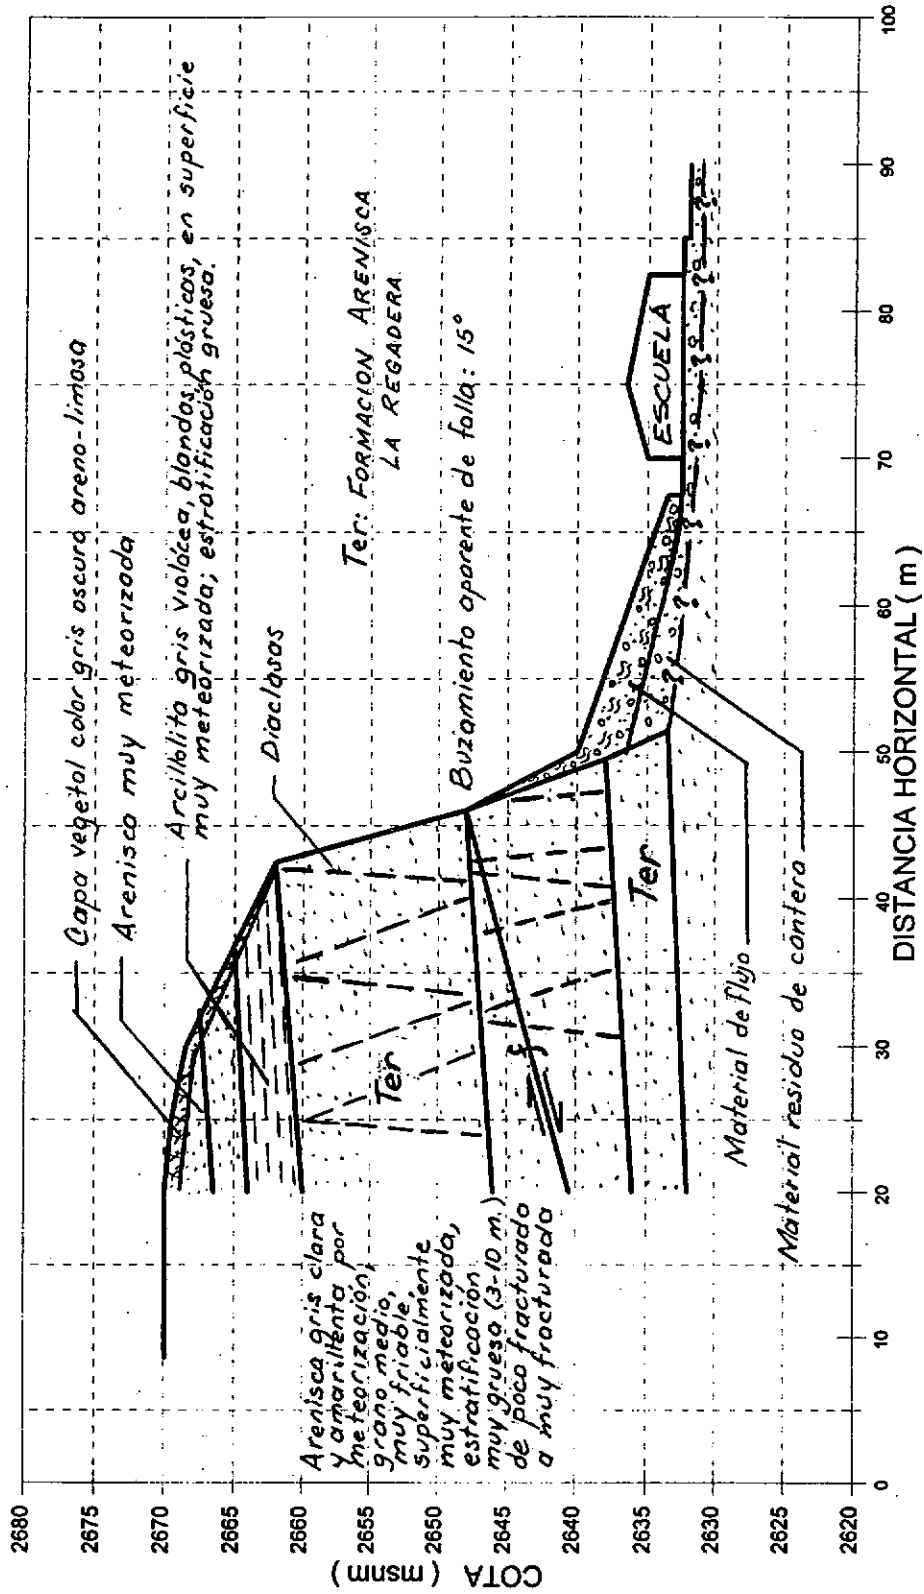 Capa vegetal color gris oscura areno-limosa
Arenisca muy meteorizada
Arcillolita gris violácea, blandas, plásticas, en superficie
muy meteorizada, estratificación gruesa.
Diaclasas
Ter: FORMACION ARENISCA
LA REGADERA.
Buzamiento aparente de falla: 15°
ESCUELA
Ter
Ter
Arenisca gris clara
y amarillenta por
meteorización,
grano medio,
muy friable,
superficialmente
muy meteorizada,
estratificación
muy gruesa (3-10 m.)
de poco fracturada
a muy fracturada
Material de flujo
Material residuo de cantera
COTA ( msnm )
2680
2675
2670
2665
2660
2655
2650
2645
2640
2635
2630
2625
2620
0
10
20
30
40
50
60
70
80
90
100
DISTANCIA HORIZONTAL ( m )